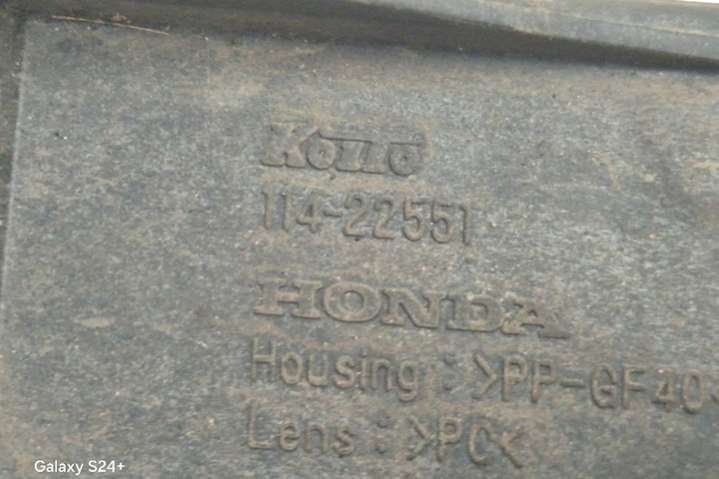 Koito
114-22551
HONDA
Housing : >PP-GF40
Lens : >PC<
Galaxy S24+